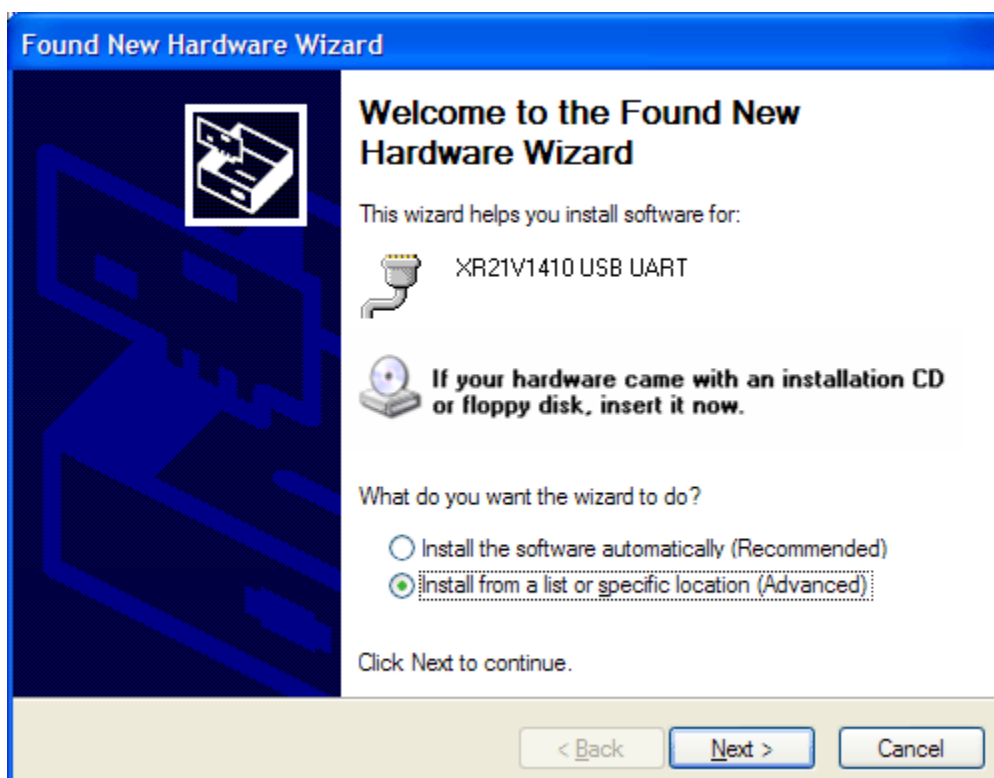 Found New Hardware Wizard
Welcome to the Found New
Hardware Wizard
This wizard helps you install software for:
XR21V1410 USB UART
If your hardware came with an installation CD
or floppy disk, insert it now.
What do you want the wizard to do?
Install the software automatically (Recommended)
Install from a list or specific location (Advanced)
Click Next to continue.
< Back Next > Cancel